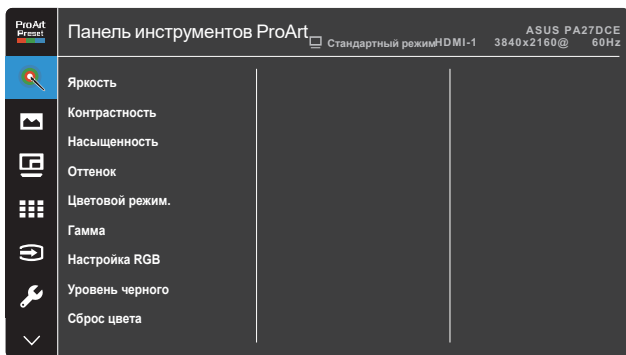 ProArt
Preset
Панель инструментов ProArt
Стандартный режим HDMI-1 3840x2160@ 60Hz
ASUS PA27DCE
Яркость
Контрастность
Насыщенность
Оттенок
Цветовой режим.
Гамма
Настройка RGB
Уровень черного
Сброс цвета